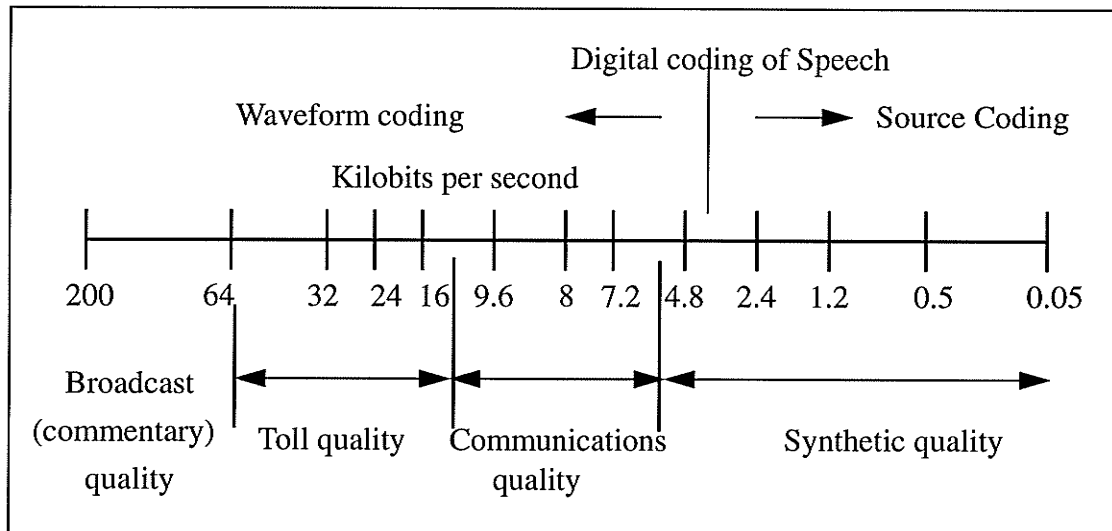 Digital coding of Speech
Waveform coding Source Coding
Kilobits per second
200 64 32 24 16 9.6 8 7.2 4.8 2.4 1.2 0.5 0.05
Broadcast
(commentary)
quality
Toll quality
Communications
quality
Synthetic quality